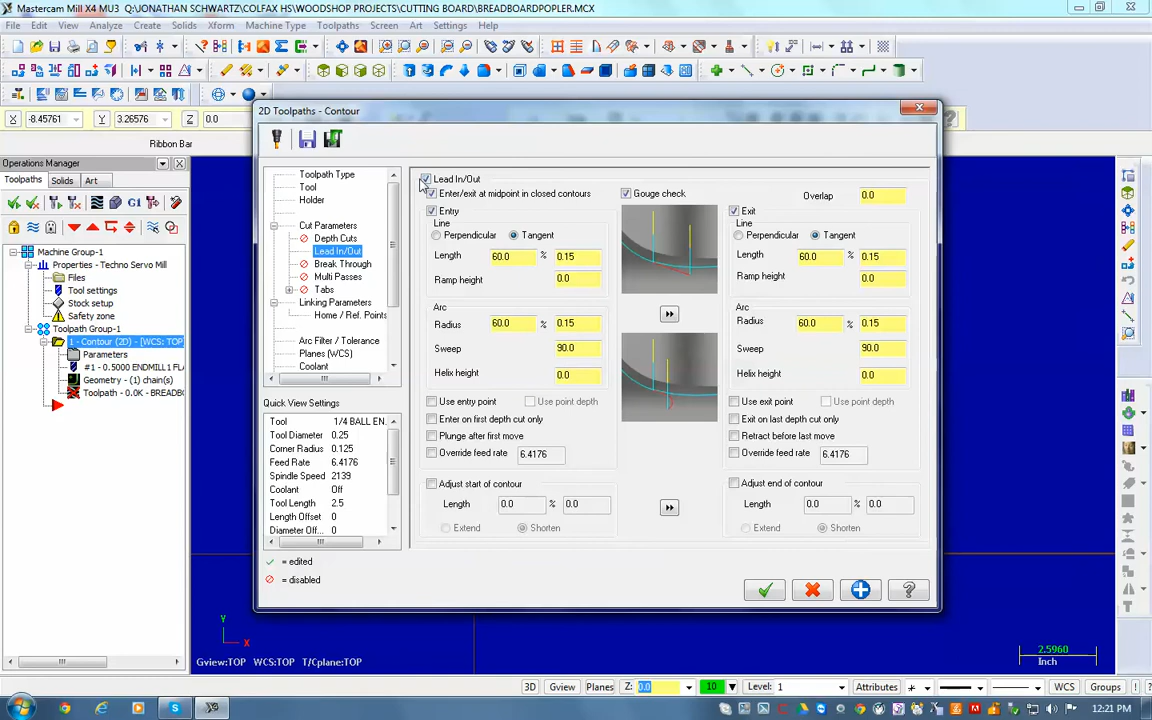 Mastercam Mill X4 MU3 Q:\JONATHAN SCHWARTZ\COLFAX HS\WOODSHOP PROJECTS\CUTTING BOARD\BREADBOARDPOPLER.MCX
File Edit View Analyze Create Solids Xform Machine Type Toolpaths Screen Art Settings Help
X -8.45761 Y 3.26576 Z 0.0
Ribbon Bar
Operations Manager
Toolpaths Solids Art
G1
Machine Group-1
Properties - Techno Servo Mill
Files
Tool settings
Stock setup
Safety zone
Toolpath Group-1
1 - Contour (2D) - [WCS: TOP]
Parameters
#1 - 0.5000 ENDMILL1 FLA
Geometry - (1) chain(s)
Toolpath - 0.0K - BREADBO
2D Toolpaths - Contour
Toolpath Type
Tool
Holder
Cut Parameters
Depth Cuts
Lead In/Out
Break Through
Multi Passes
Tabs
Linking Parameters
Home / Ref. Points
Arc Filter / Tolerance
Planes (WCS)
Coolant
Quick View Settings
Tool 1/4 BALL EN.
Tool Diameter 0.25
Corner Radius 0.125
Feed Rate 6.4176
Spindle Speed 2139
Coolant Off
Tool Length 2.5
Length Offset 0
Diameter Off... 0
= edited
= disabled
Lead In/Out
Enter/exit at midpoint in closed contours
Gouge check
Overlap 0.0
Entry
Line
Perpendicular Tangent
Length 60.0 % 0.15
Ramp height 0.0
Arc
Radius 60.0 % 0.15
Sweep 90.0
Helix height 0.0
Use entry point Use point depth
Enter on first depth cut only
Plunge after first move
Override feed rate 6.4176
Adjust start of contour
Length 0.0 % 0.0
Extend Shorten
Exit
Line
Perpendicular Tangent
Length 60.0 % 0.15
Ramp height 0.0
Arc
Radius 60.0 % 0.15
Sweep 90.0
Helix height 0.0
Use exit point Use point depth
Exit on last depth cut only
Retract before last move
Override feed rate 6.4176
Adjust end of contour
Length 0.0 % 0.0
Extend Shorten
Y
X
Gview:TOP WCS:TOP T/Cplane:TOP
2.5960
Inch
3D Gview Planes Z: 0.0 10 Level: 1 Attributes WCS Groups
12:21 PM